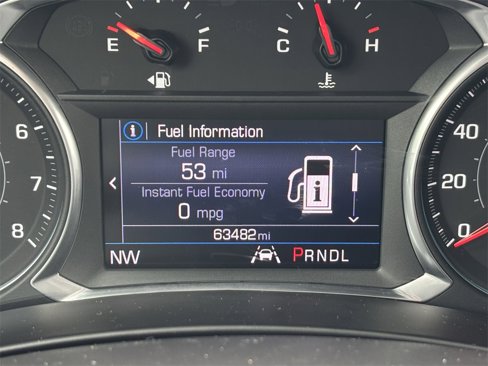 E F C H
Fuel Information
Fuel Range
53 mi
Instant Fuel Economy
0 mpg
63482 mi
NW PRNDL
6
7
8
40
20
0